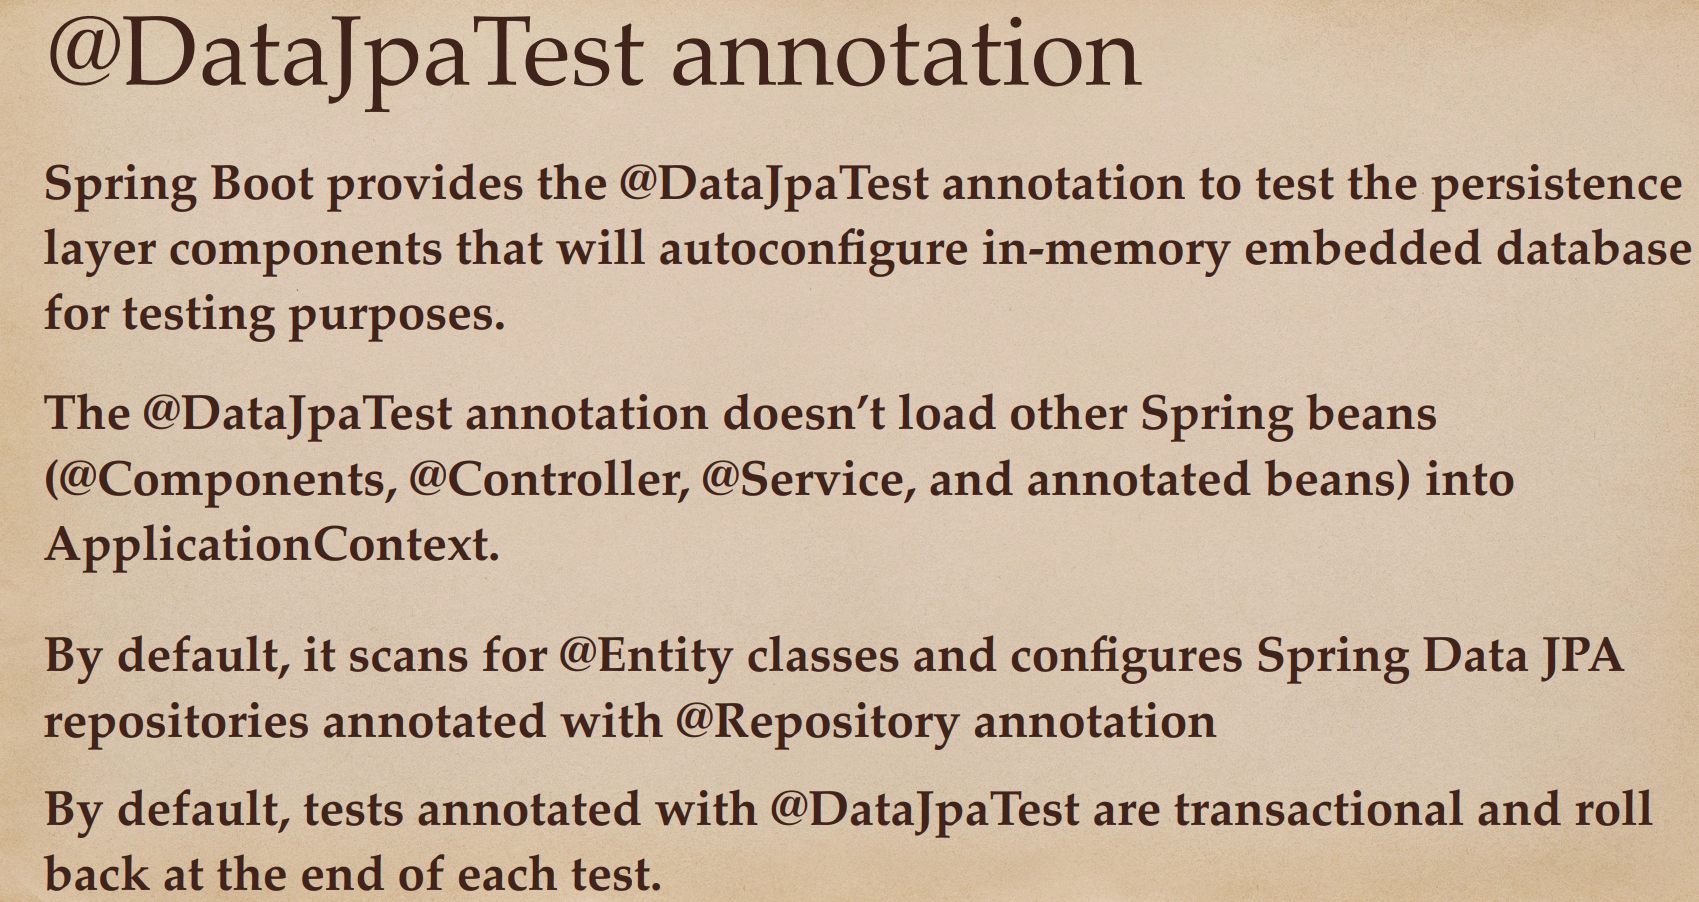 @DataJpaTest annotation
Spring Boot provides the @DataJpaTest annotation to test the persistence
layer components that will autoconfigure in-memory embedded database
for testing purposes.
The @DataJpaTest annotation doesn’t load other Spring beans
(@Components, @Controller, @Service, and annotated beans) into
ApplicationContext.
By default, it scans for @Entity classes and configures Spring Data JPA
repositories annotated with @Repository annotation
By default, tests annotated with @DataJpaTest are transactional and roll
back at the end of each test.